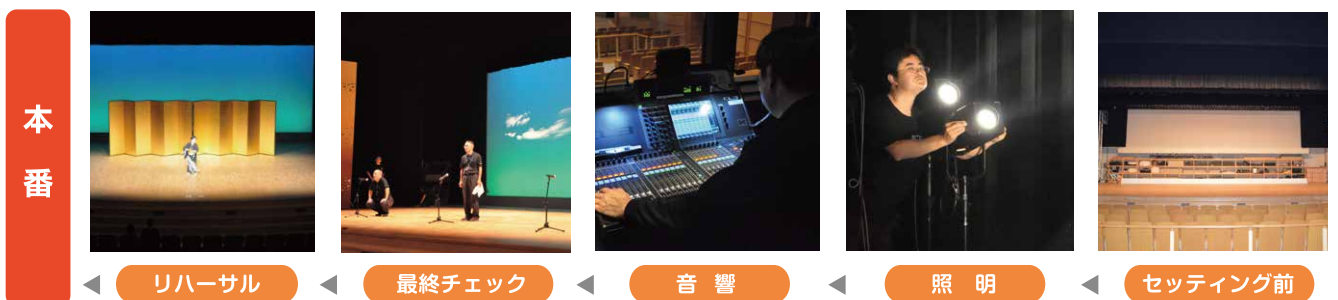 本番
リハーサル
最終チェック
音響
照明
セッティング前